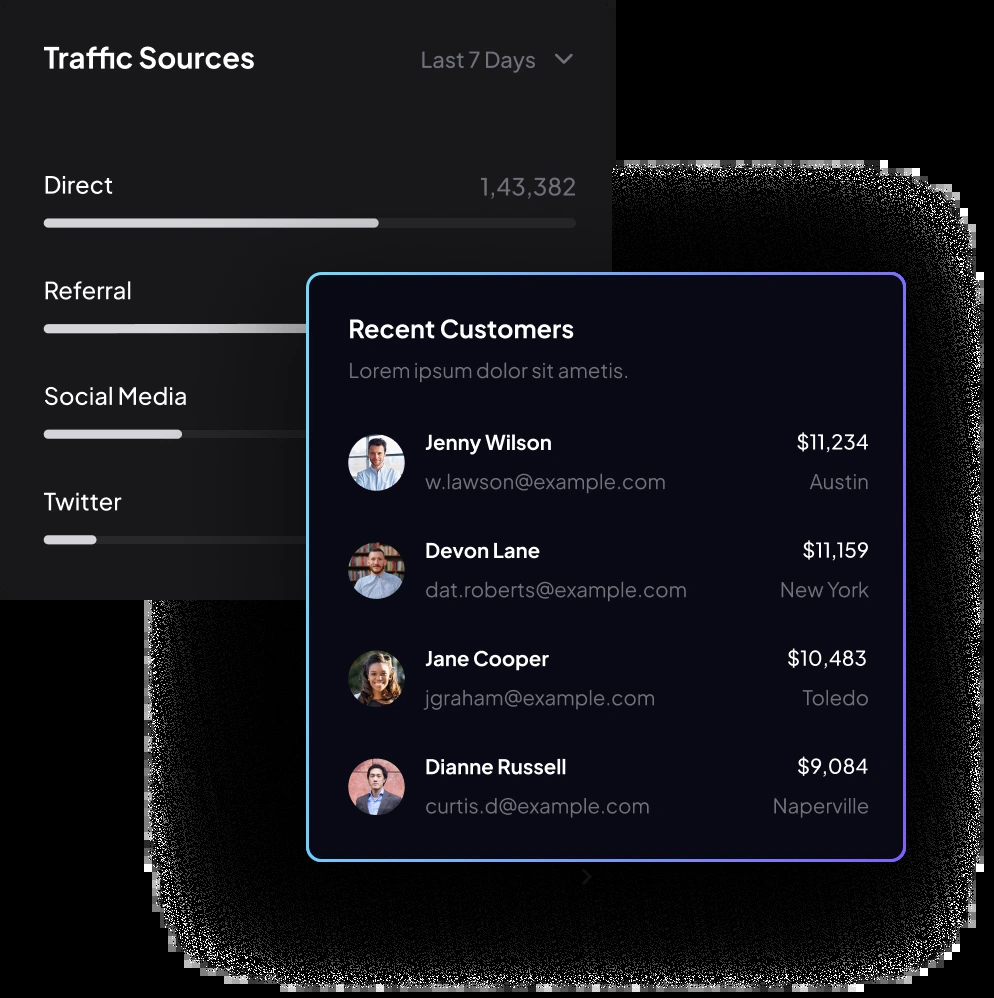 Traffic Sources
Last 7 Days
Direct
1,43,382
Referral
Social Media
Twitter
Recent Customers
Lorem ipsum dolor sit ametis.
Jenny Wilson
$11,234
w.lawson@example.com
Austin
Devon Lane
$11,159
dat.roberts@example.com
New York
Jane Cooper
$10,483
jgraham@example.com
Toledo
Dianne Russell
$9,084
curtis.d@example.com
Naperville